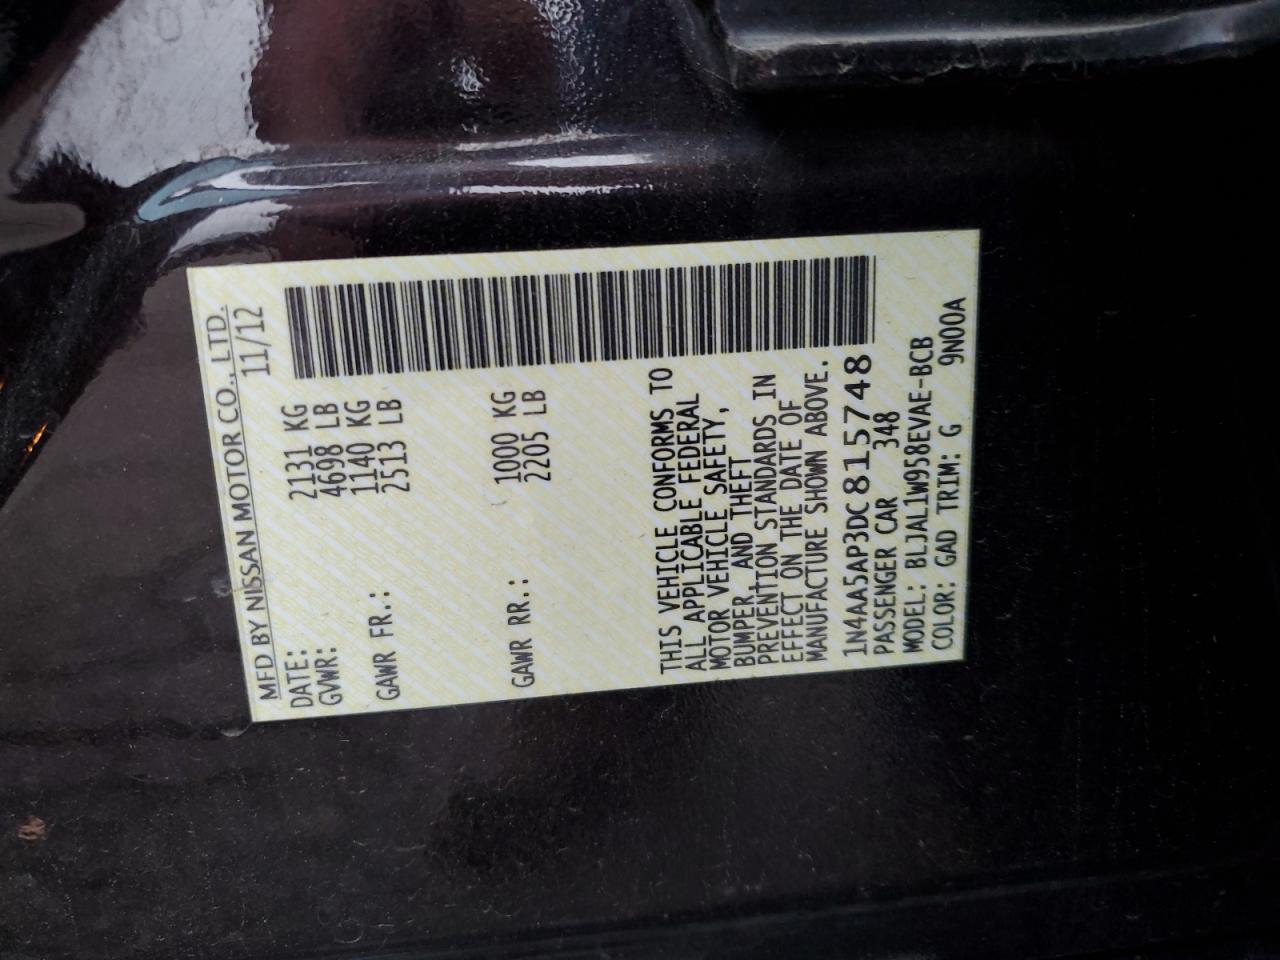 MFD BY NISSAN MOTOR CO., LTD.
DATE: 11/12
GVWR: 2131 KG
4698 LB
GAWR FR.: 1140 KG
2513 LB
GAWR RR.: 1000 KG
2205 LB
THIS VEHICLE CONFORMS TO
ALL APPLICABLE FEDERAL
MOTOR VEHICLE SAFETY,
BUMPER, AND THEFT
PREVENTION STANDARDS IN
EFFECT ON THE DATE OF
MANUFACTURE SHOWN ABOVE.
1N4AA5AP3DC815748
PASSENGER CAR 348
MODEL: BLJAL1W958EVAE-BCB
COLOR: GAD TRIM: G 9N00A